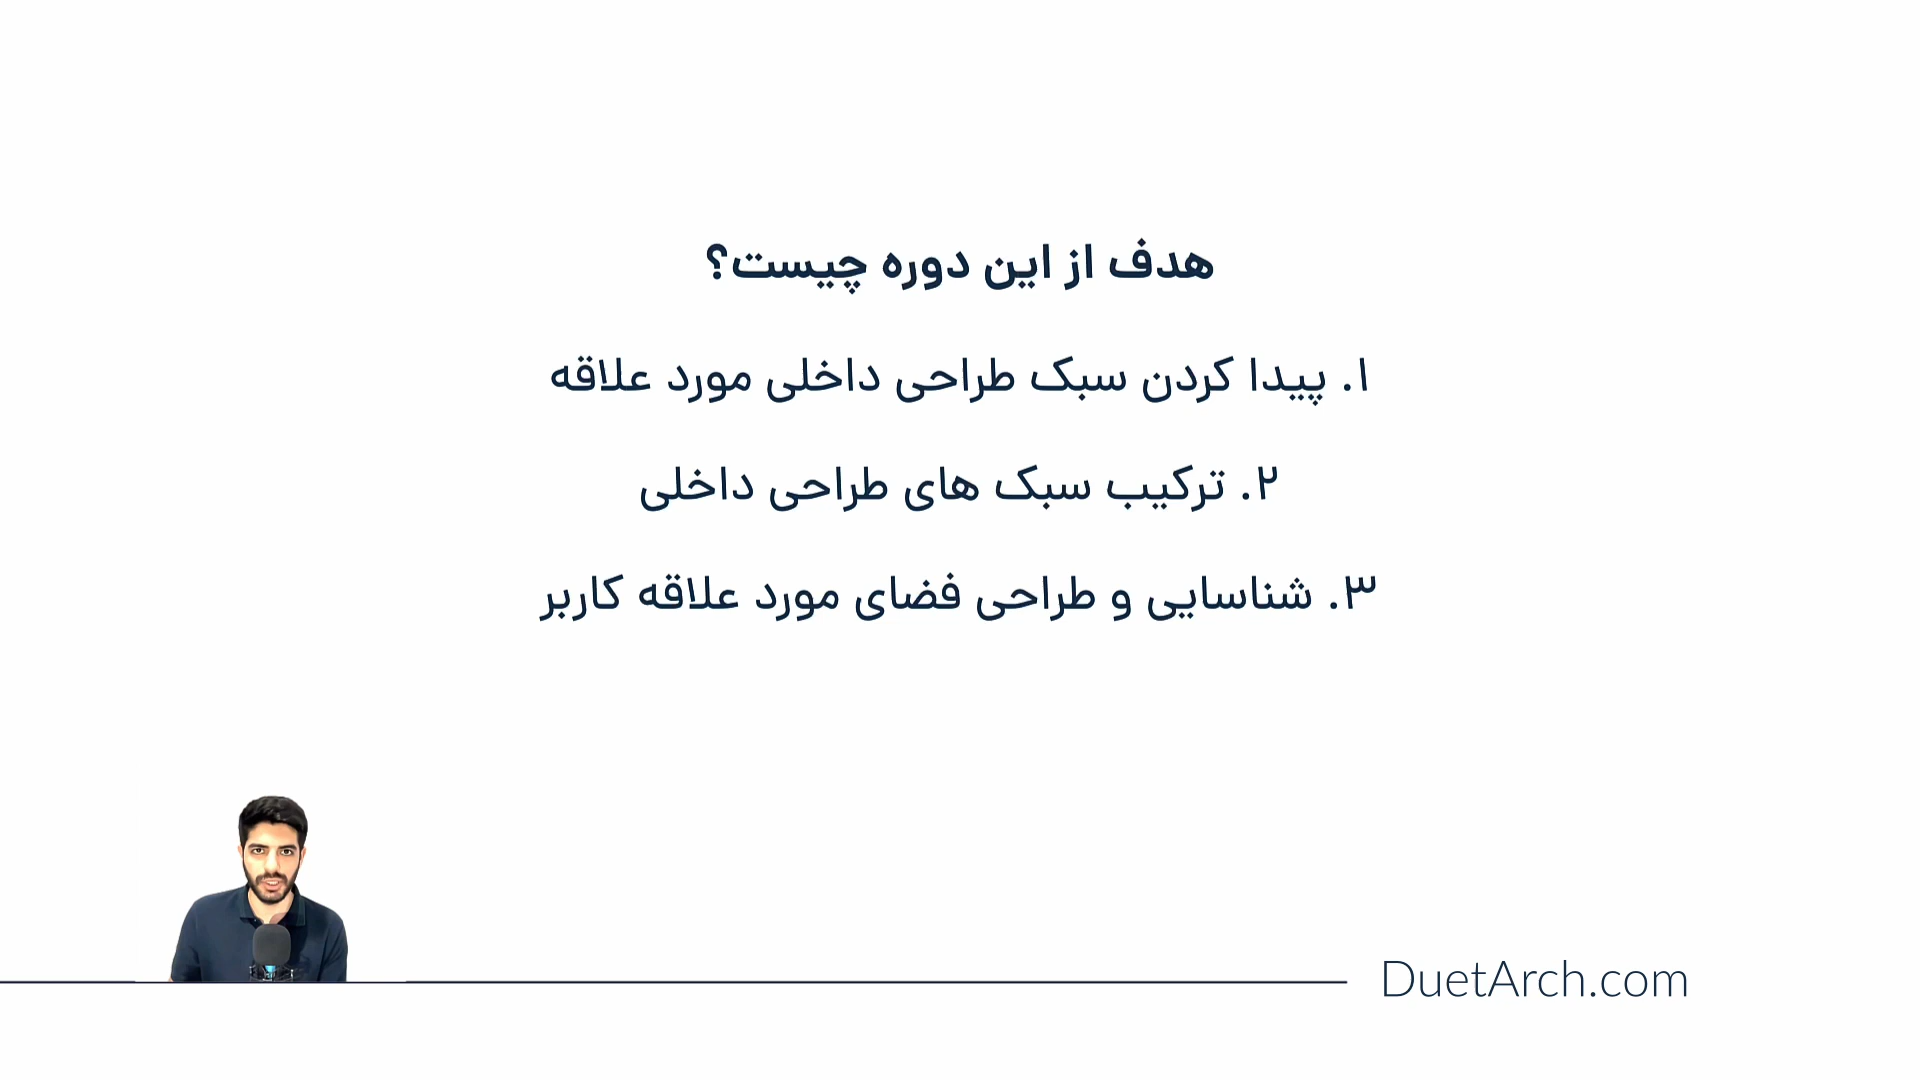 هدف از این دوره چیست؟
۱. پیدا کردن سبک طراحی داخلی مورد علاقه
۲. ترکیب سبک های طراحی داخلی
۳. شناسایی و طراحی فضای مورد علاقه کاربر
DuetArch.com